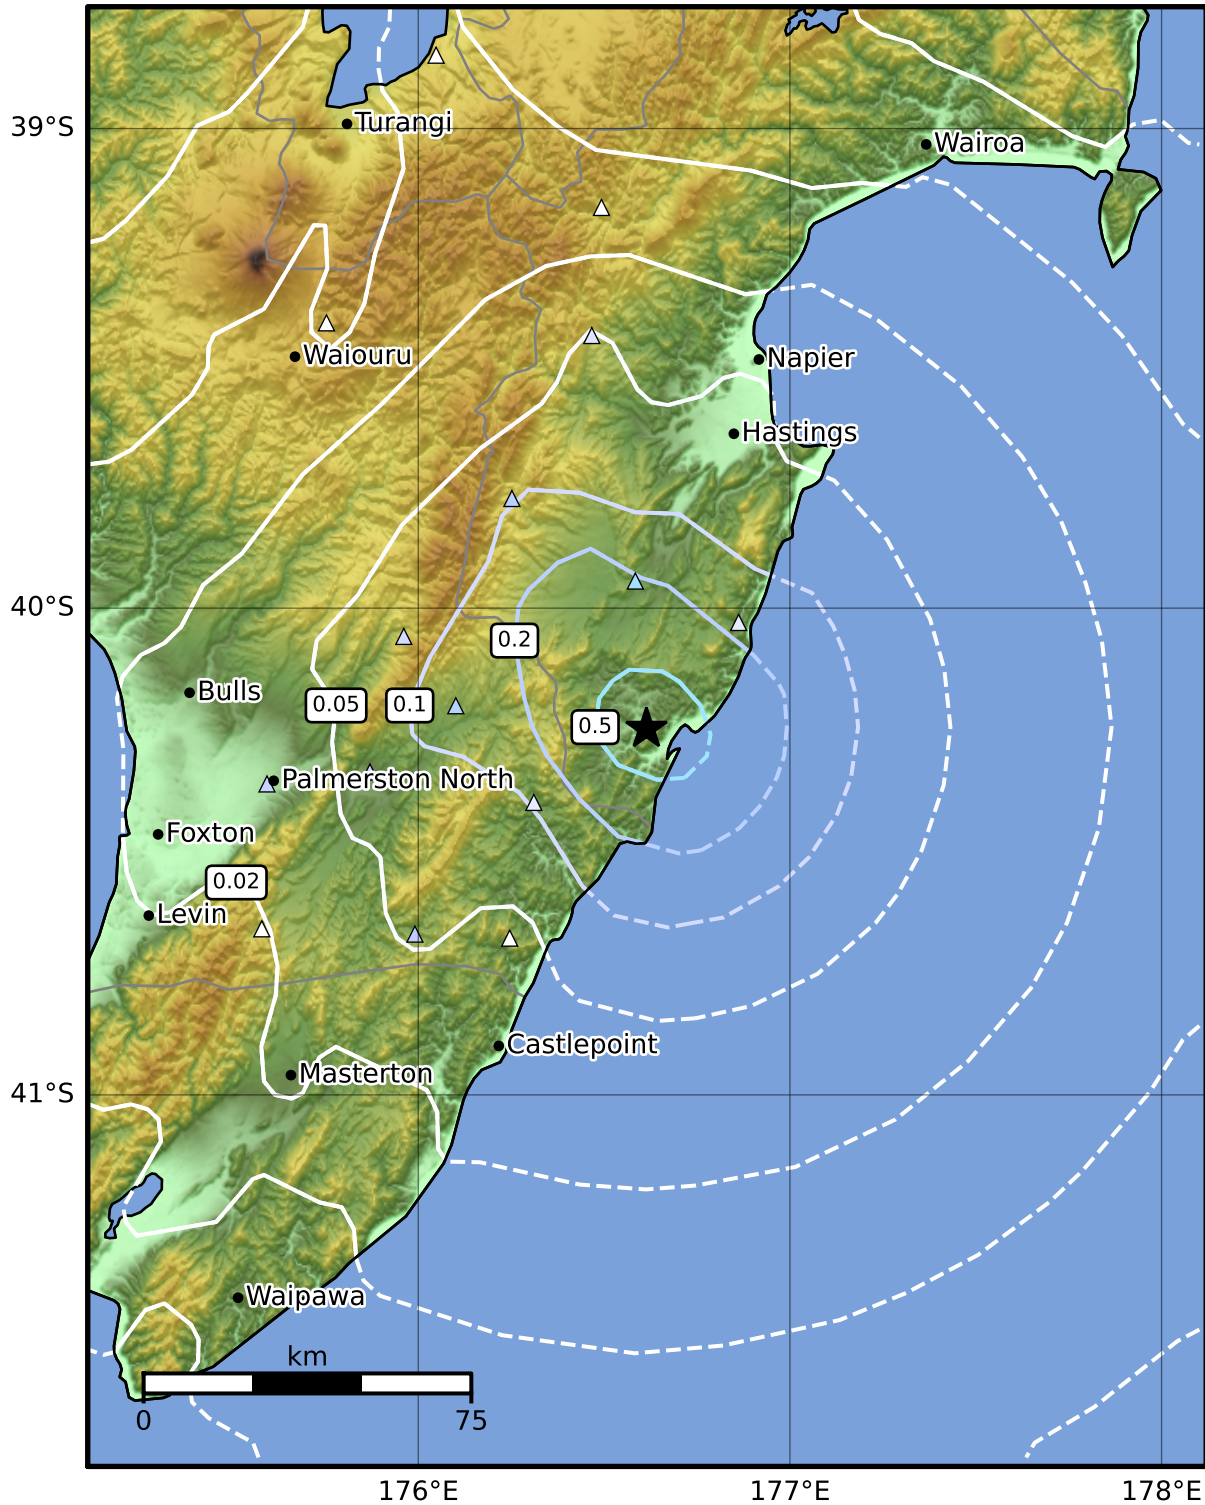 Turangi
39°S
Wairoa
Waiouru
Napier
Hastings
40°S
0.2
Bulls
0.05
0.1
0.5
Palmerston North
Foxton
0.02
Levin
Castlepoint
Masterton
41°S
Waipawa
km
0
75
176°E
177°E
178°E